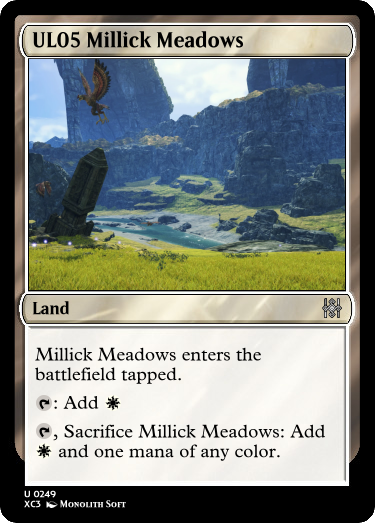 UL05 Millick Meadows
Land
Millick Meadows enters the
battlefield tapped.
: Add
, Sacrifice Millick Meadows: Add
and one mana of any color.
U 0249
XC3 Monolith Soft